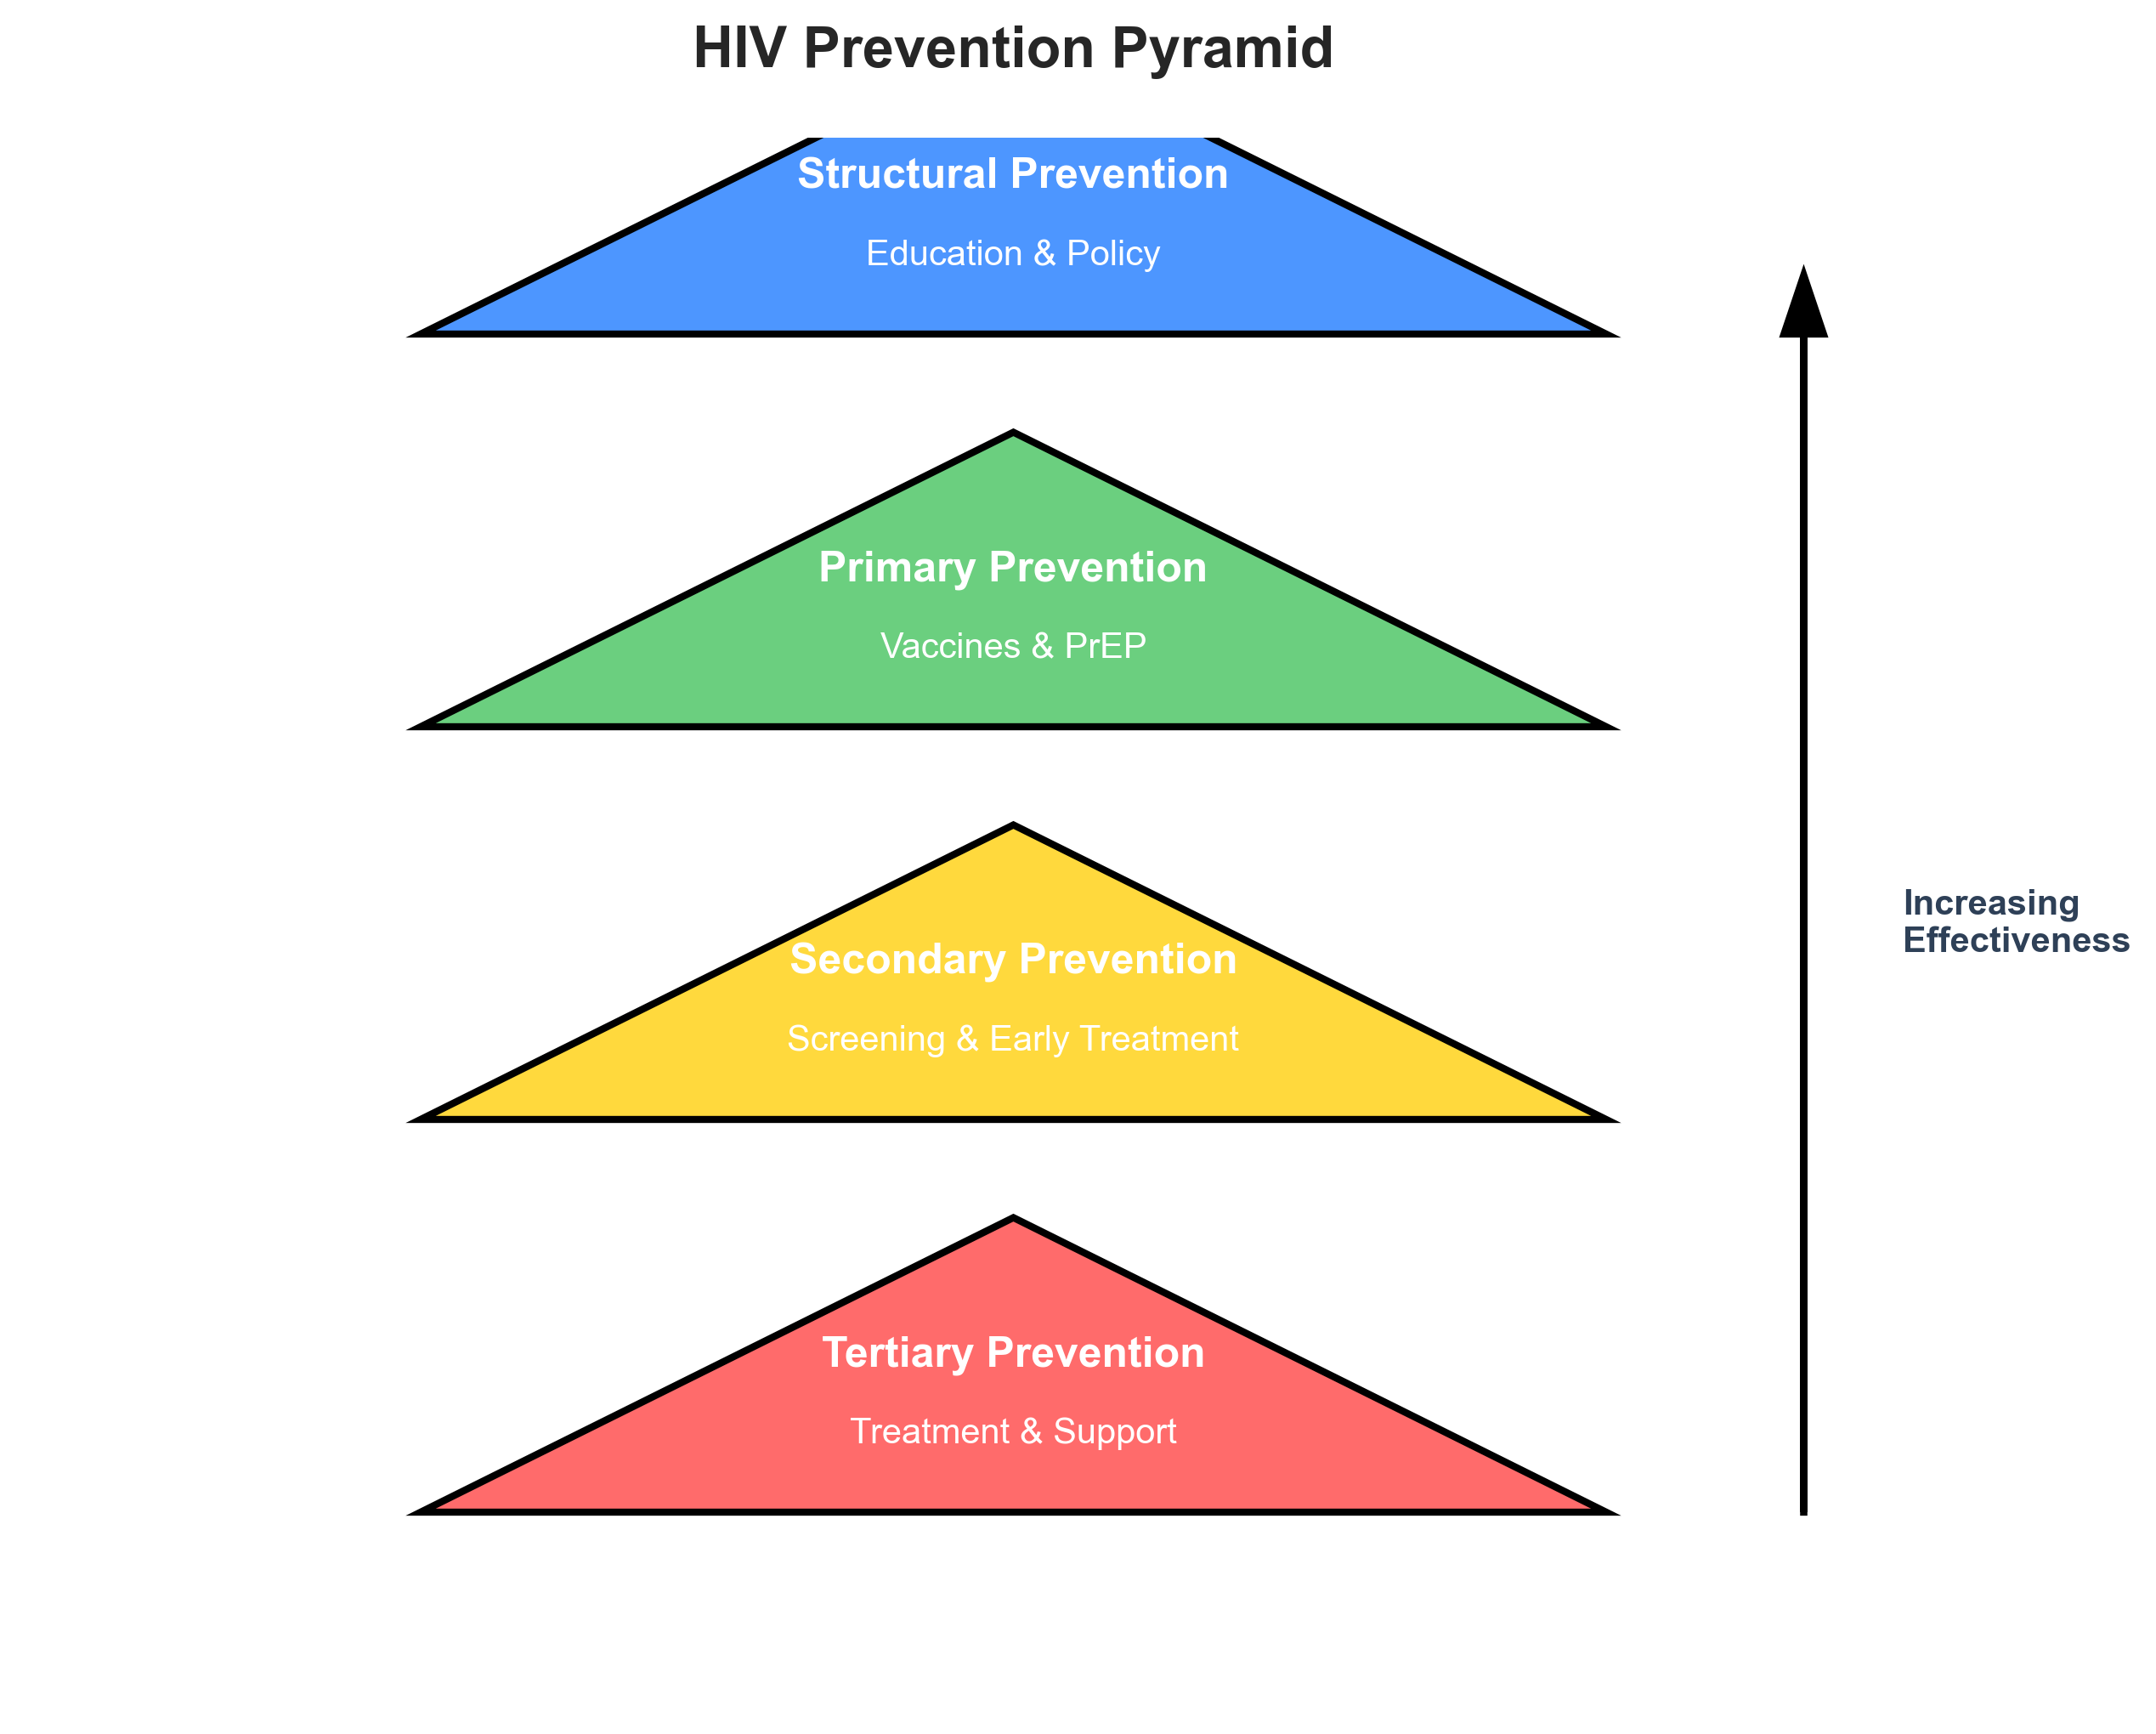 HIV Prevention Pyramid
Structural Prevention
Education & Policy
Primary Prevention
Vaccines & PrEP
Increasing
Effectiveness
Secondary Prevention
Screening & Early Treatment
Tertiary Prevention
Treatment & Support